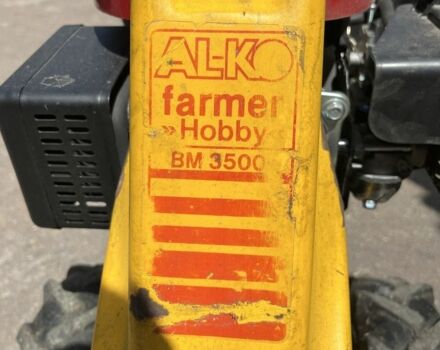 AL-KO
farmer
»Hobby«
BM 3500